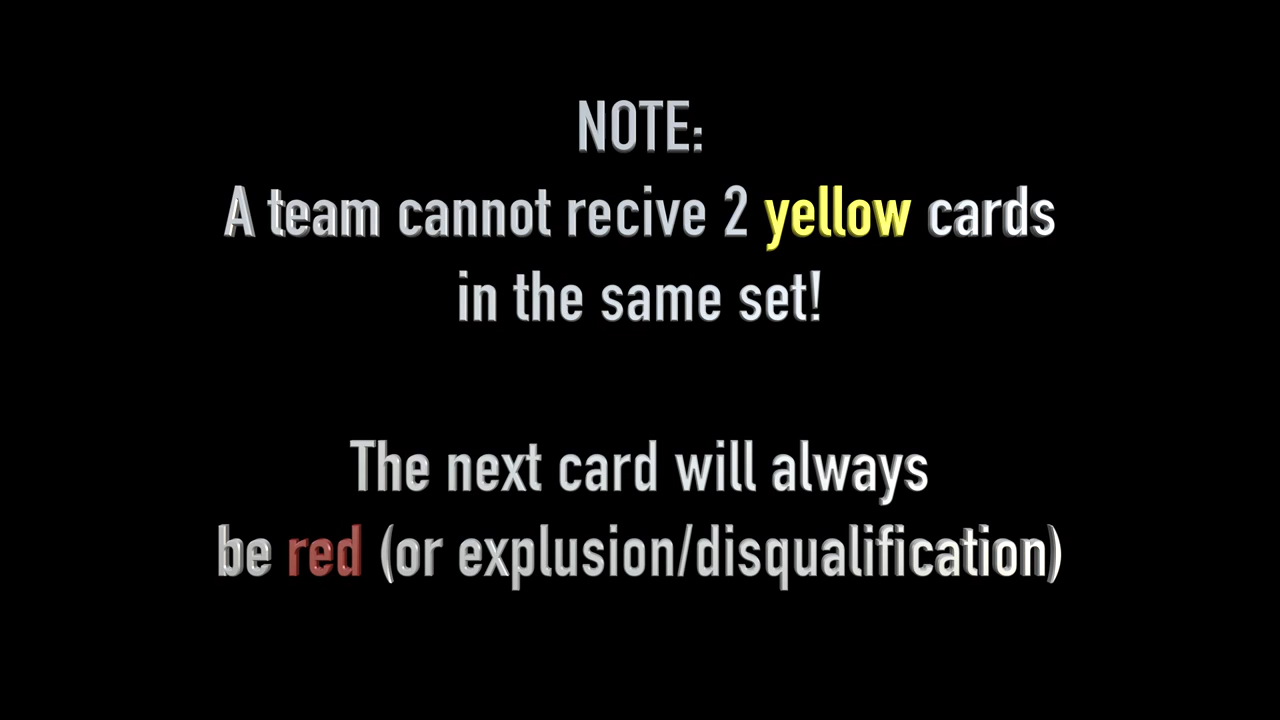 NOTE:
A team cannot recive 2 yellow cards
in the same set!
The next card will always
be red (or explusion/disqualification)